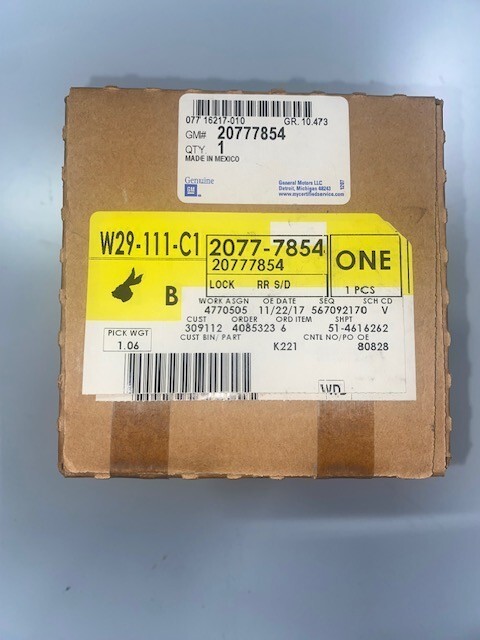 077 16217-010 GR. 10.473
GM# 20777854
QTY. 1
MADE IN MEXICO
Genuine
GM
General Motors LLC
Detroit, Michigan 48242
www.mycertifiedservice.com
W29-111-C1
2077-7854
20777854
LOCK RR S/D
ONE
1 PCS
B
WORK ASGN OE DATE SEQ SCH CD
4770505 11/22/17 567092170 V
CUST ORDER ORD ITEM SHPT
309112 4085323 6 51-4616262
PICK WGT
1.06
CUST BIN/ PART CNTL NO/PO OE
K221 80828
WD